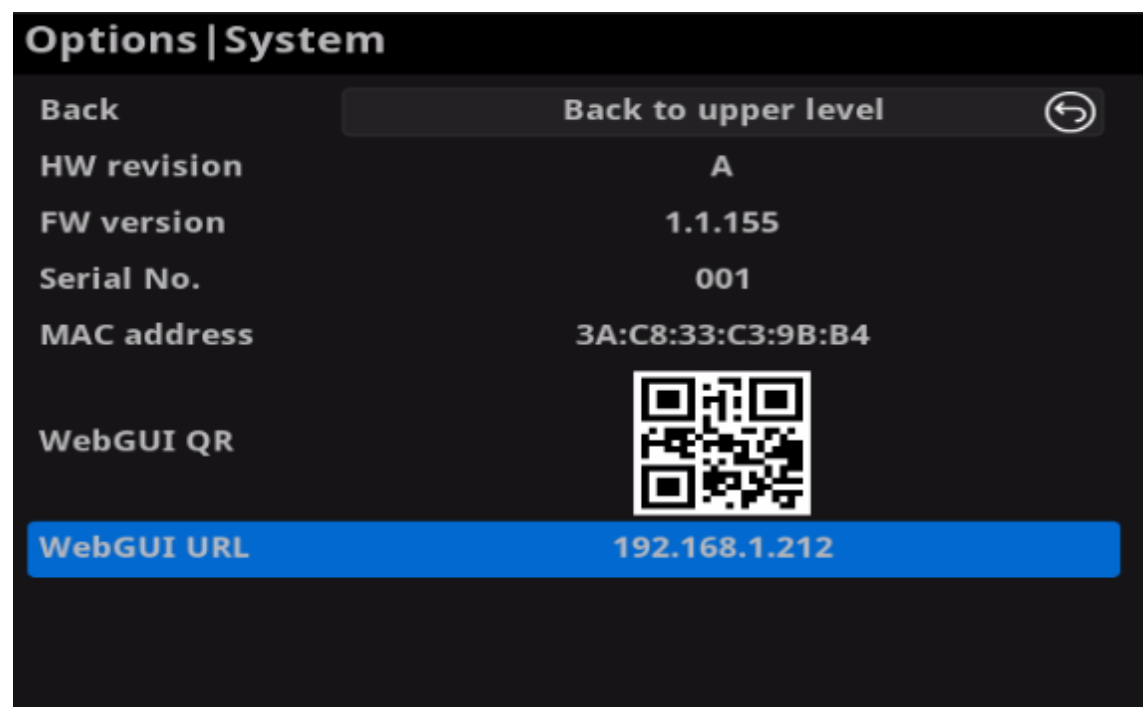 Options|System
Back Back to upper level
HW revision A
FW version 1.1.155
Serial No. 001
MAC address 3A:C8:33:C3:9B:B4
WebGUI QR
WebGUI URL 192.168.1.212